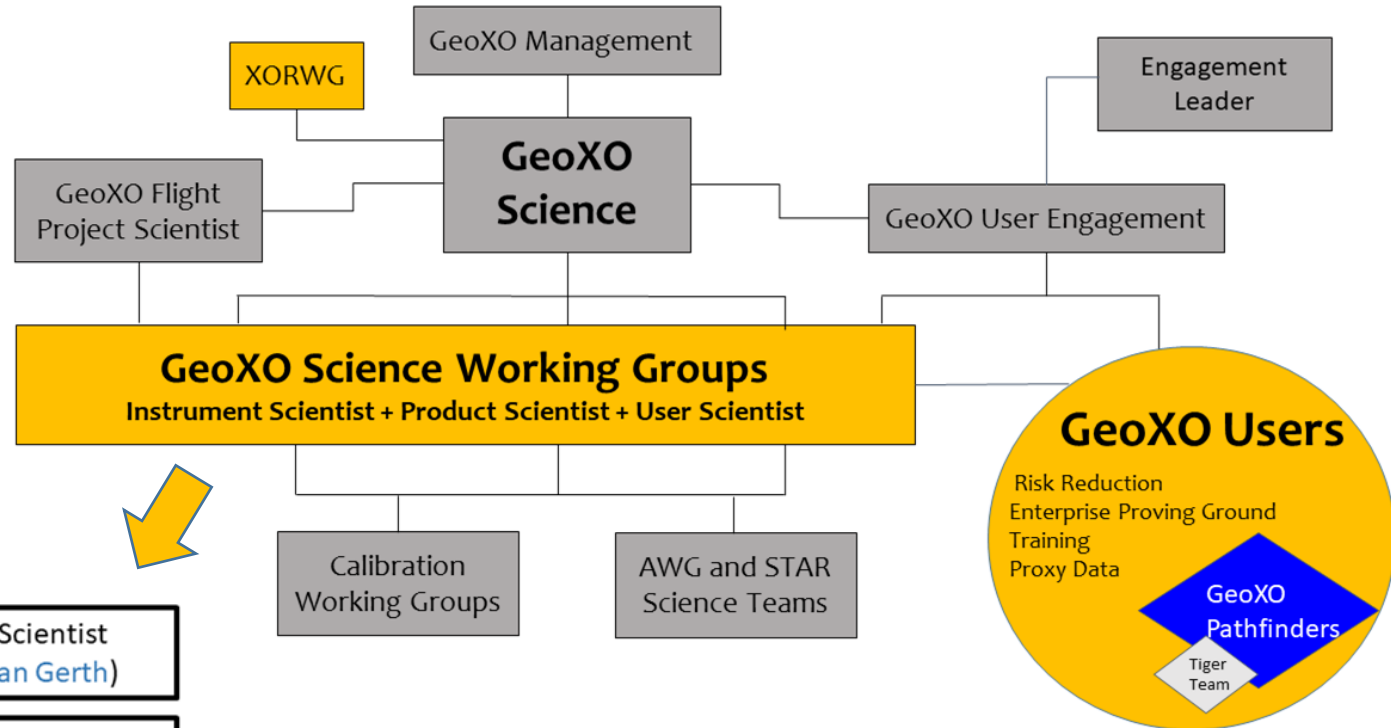 GeoXO Management
XORWG
Engagement
Leader
GeoXO
Science
GeoXO Flight
Project Scientist
GeoXO User Engagement
GeoXO Science Working Groups
Instrument Scientist + Product Scientist + User Scientist
GeoXO Users
Risk Reduction
Enterprise Proving Ground
Training
Proxy Data
GeoXO
Pathfinders
Tiger
Team
Calibration
Working Groups
AWG and STAR
Science Teams
Scientist
an Gerth)